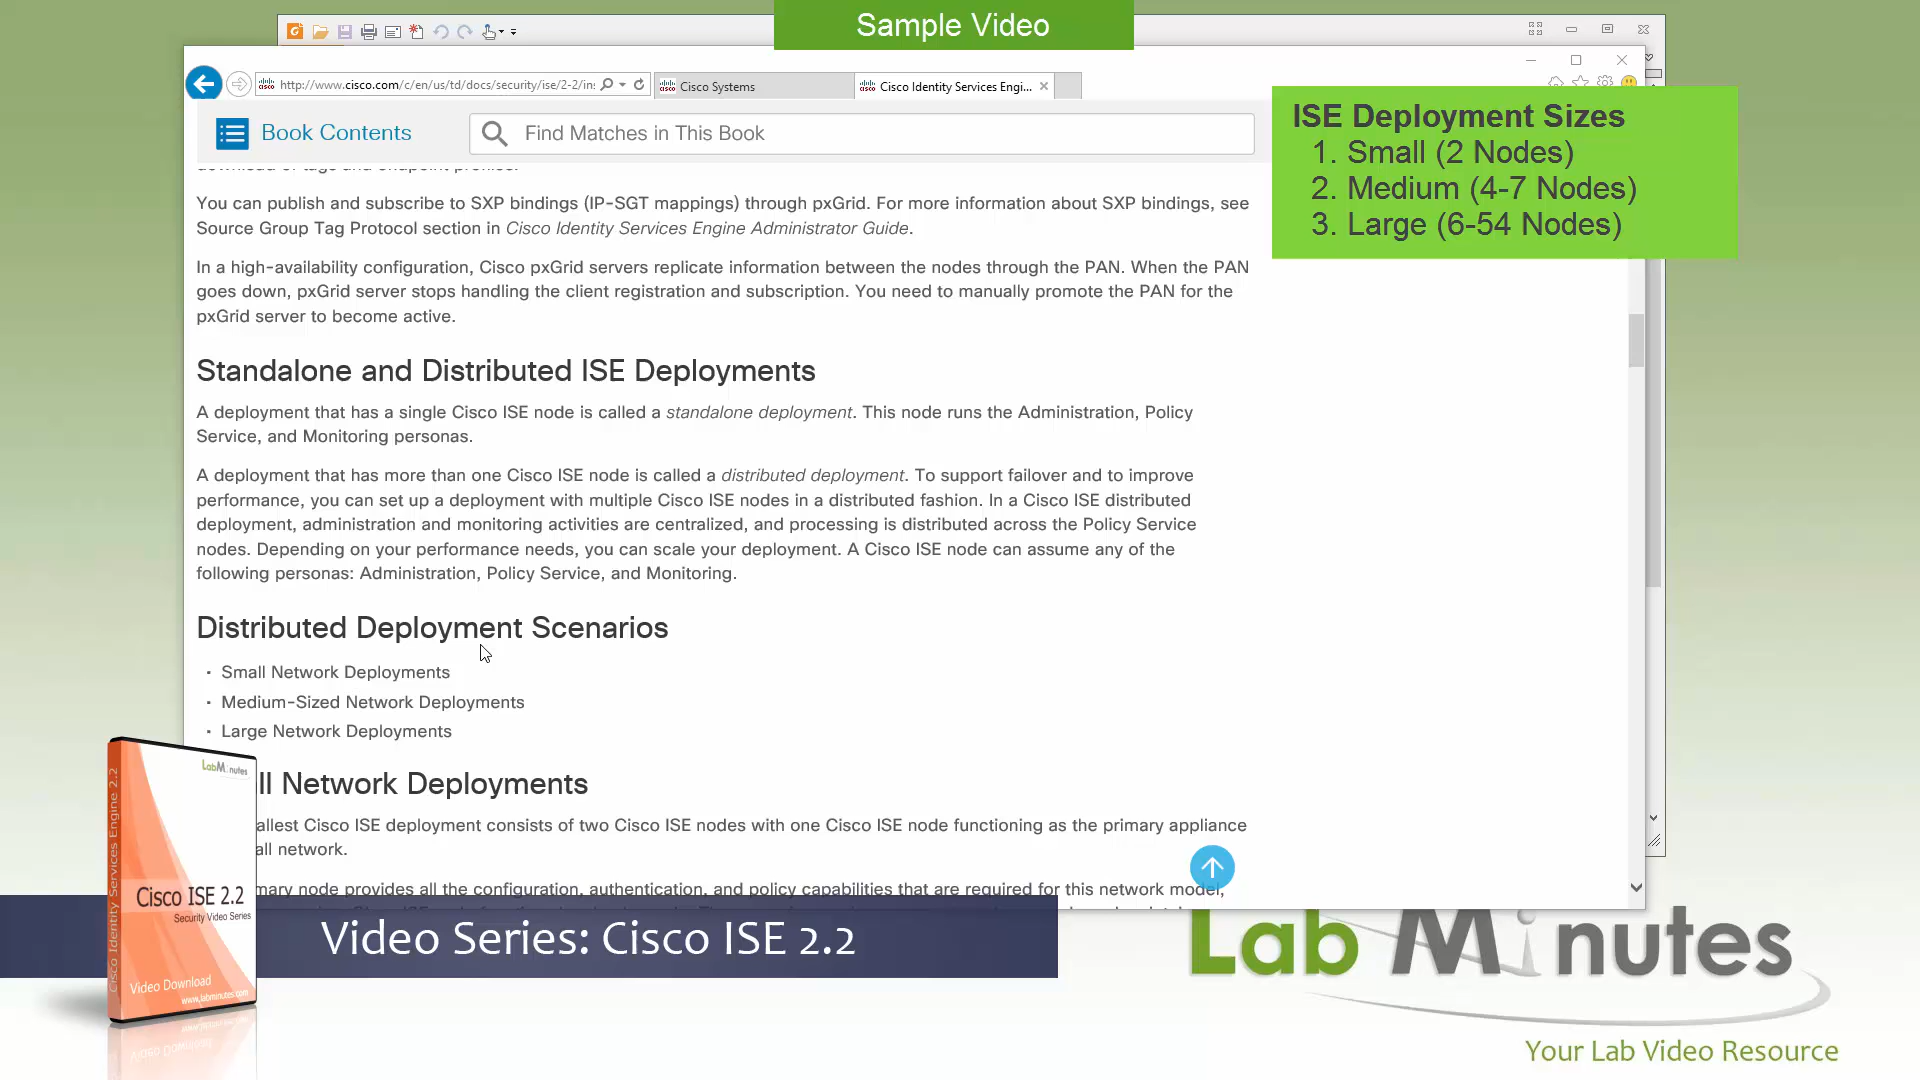 Sample Video
http://www.cisco.com/c/en/us/td/docs/security/ise/2-2/in:
Cisco Systems
Cisco Identity Services Engi...
Book Contents
Find Matches in This Book
ISE Deployment Sizes
1. Small (2 Nodes)
2. Medium (4-7 Nodes)
3. Large (6-54 Nodes)
download of tags and endpoint profiles.
You can publish and subscribe to SXP bindings (IP-SGT mappings) through pxGrid. For more information about SXP bindings, see
Source Group Tag Protocol section in Cisco Identity Services Engine Administrator Guide.
In a high-availability configuration, Cisco pxGrid servers replicate information between the nodes through the PAN. When the PAN
goes down, pxGrid server stops handling the client registration and subscription. You need to manually promote the PAN for the
pxGrid server to become active.
Standalone and Distributed ISE Deployments
A deployment that has a single Cisco ISE node is called a standalone deployment. This node runs the Administration, Policy
Service, and Monitoring personas.
A deployment that has more than one Cisco ISE node is called a distributed deployment. To support failover and to improve
performance, you can set up a deployment with multiple Cisco ISE nodes in a distributed fashion. In a Cisco ISE distributed
deployment, administration and monitoring activities are centralized, and processing is distributed across the Policy Service
nodes. Depending on your performance needs, you can scale your deployment. A Cisco ISE node can assume any of the
following personas: Administration, Policy Service, and Monitoring.
Distributed Deployment Scenarios
· Small Network Deployments
· Medium-Sized Network Deployments
· Large Network Deployments
ll Network Deployments
allest Cisco ISE deployment consists of two Cisco ISE nodes with one Cisco ISE node functioning as the primary appliance
all network.
mary node provides all the configuration, authentication, and policy capabilities that are required for this network model,
LabMinutes
Cisco Identity Services Engine 2.2
Cisco ISE 2.2
Security Video Series
Video Download
www.labminutes.com
Video Series: Cisco ISE 2.2
Lab Minutes
Your Lab Video Resource